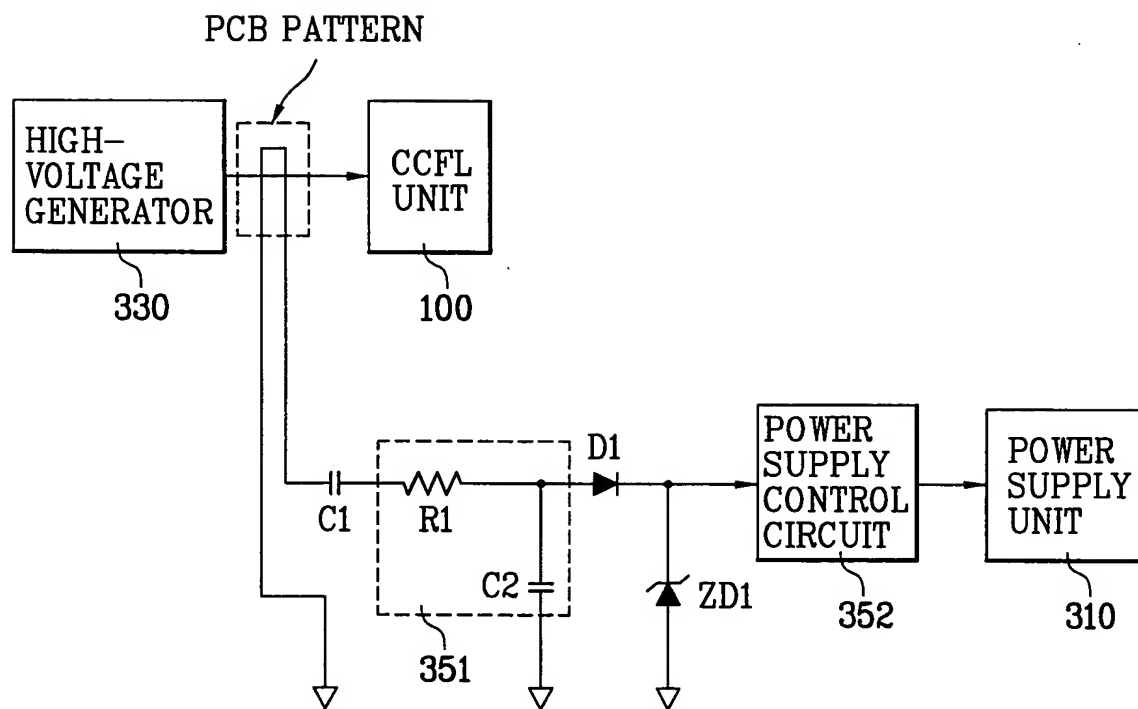 PCB PATTERN
HIGH-
VOLTAGE
GENERATOR
CCFL
UNIT
330
100
C1
R1
C2
351
D1
ZD1
POWER
SUPPLY
CONTROL
CIRCUIT
352
POWER
SUPPLY
UNIT
310